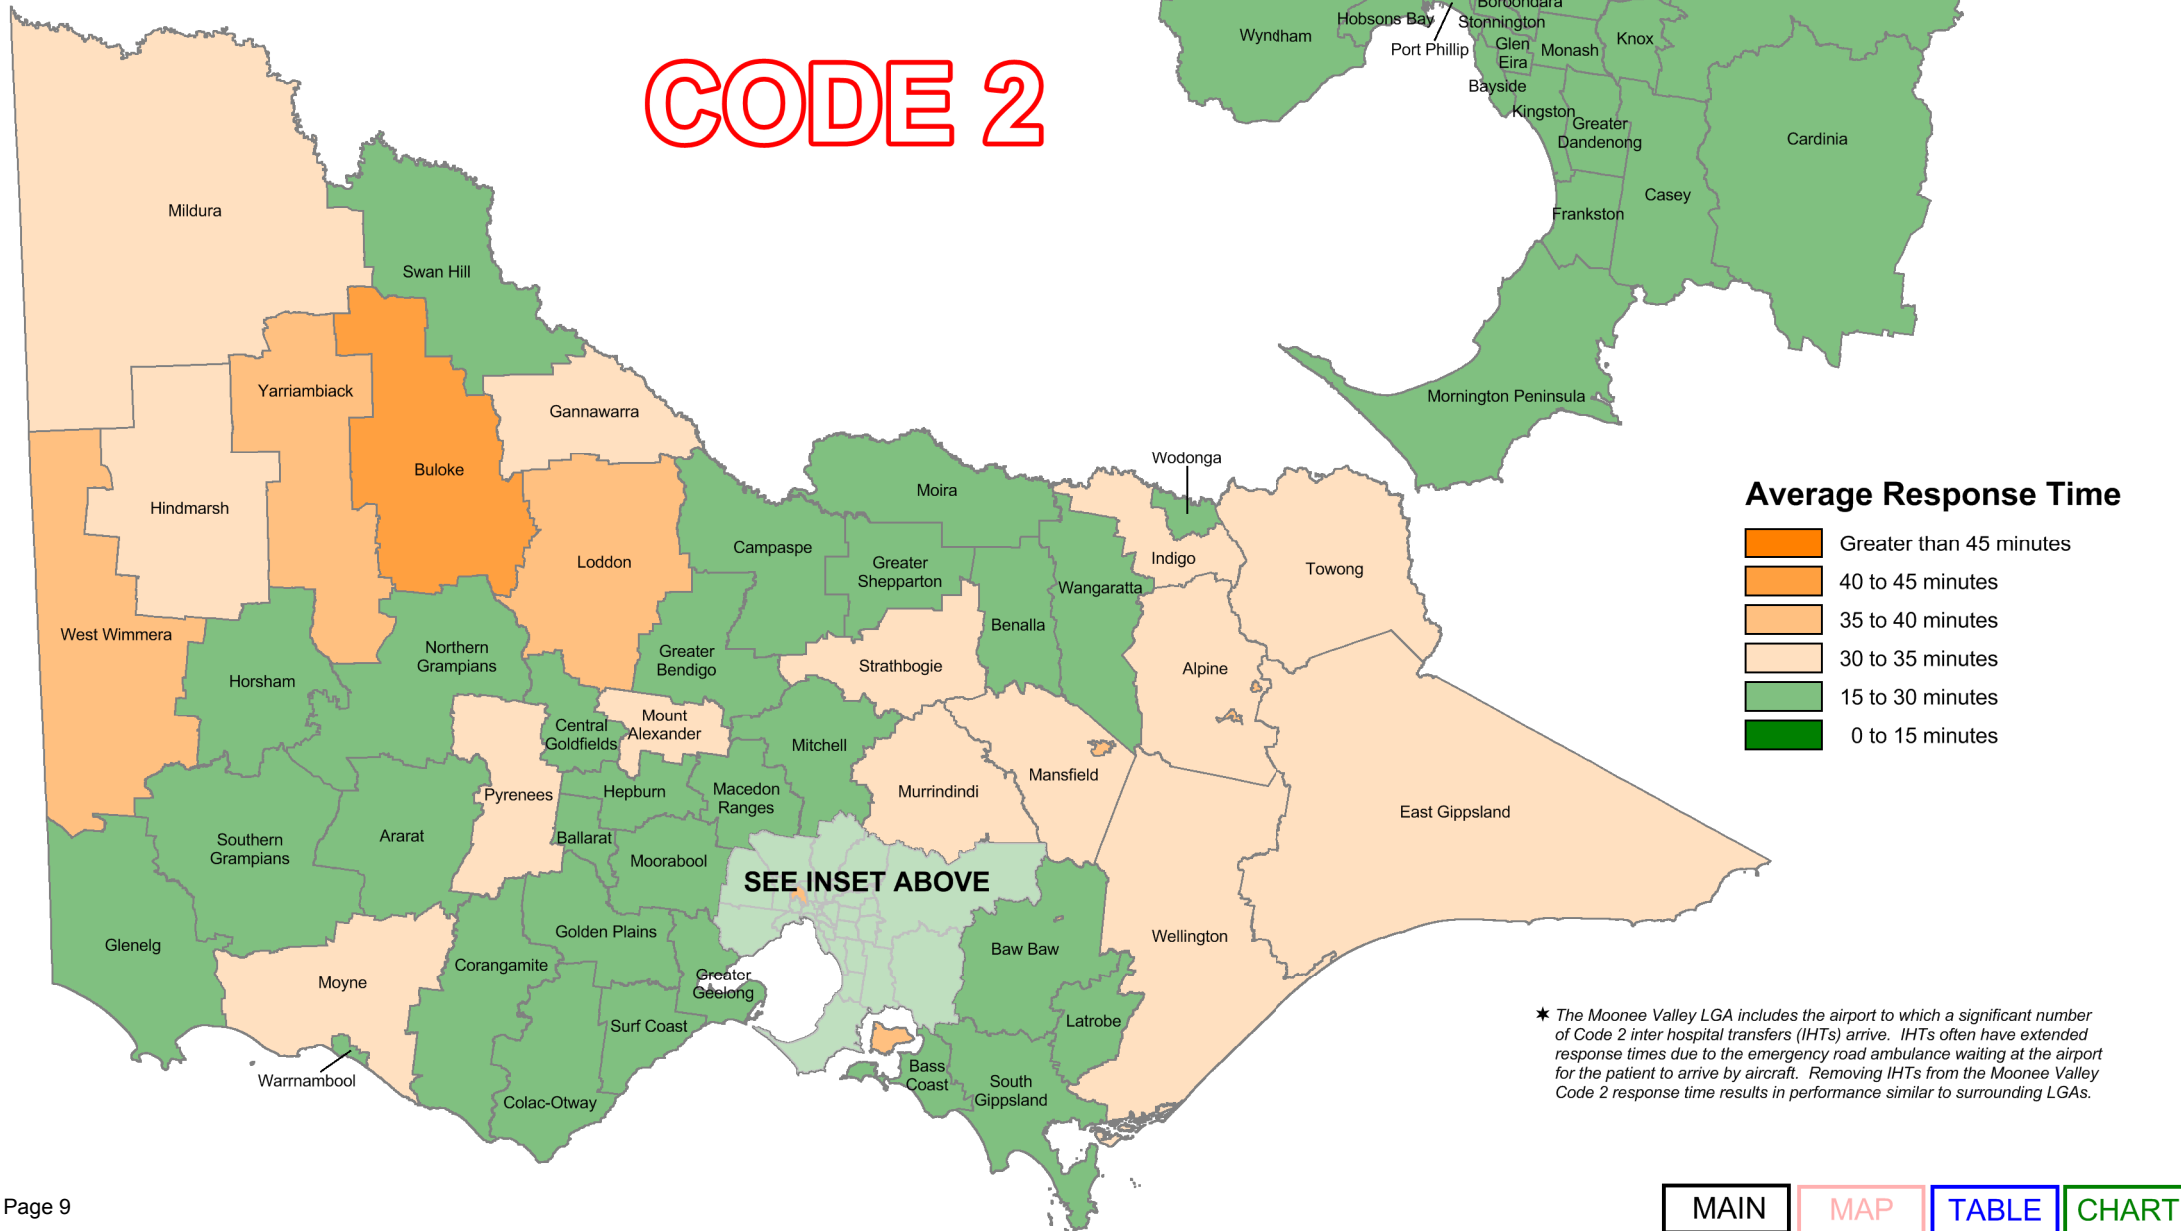 Boroondara
Hobsons Bay
Stonnington
Wyndham
Port Phillip
Glen
Eira
Monash
Knox
Bayside
Kingston
Greater
Dandenong
Cardinia
Casey
Frankston
Mornington Peninsula
CODE 2
Mildura
Swan Hill
Yarriambiack
Gannawarra
Buloke
Hindmarsh
Loddon
Wodonga
Moira
Campaspe
Greater
Shepparton
Wangaratta
Indigo
Towong
West Wimmera
Horsham
Northern
Grampians
Greater
Bendigo
Benalla
Strathbogie
Alpine
Central
Goldfields
Mount
Alexander
Mitchell
Mansfield
Murrindindi
Pyrenees
Hepburn
Macedon
Ranges
East Gippsland
Southern
Grampians
Ararat
Ballarat
Moorabool
SEE INSET ABOVE
Glenelg
Golden Plains
Baw Baw
Wellington
Moyne
Corangamite
Greater
Geelong
Surf Coast
Latrobe
Warrnambool
Colac-Otway
Bass
Coast
South
Gippsland
Average Response Time
Greater than 45 minutes
40 to 45 minutes
35 to 40 minutes
30 to 35 minutes
15 to 30 minutes
0 to 15 minutes
✶ The Moonee Valley LGA includes the airport to which a significant number
of Code 2 inter hospital transfers (IHTs) arrive. IHTs often have extended
response times due to the emergency road ambulance waiting at the airport
for the patient to arrive by aircraft. Removing IHTs from the Moonee Valley
Code 2 response time results in performance similar to surrounding LGAs.
Page 9
MAIN
MAP
TABLE
CHART